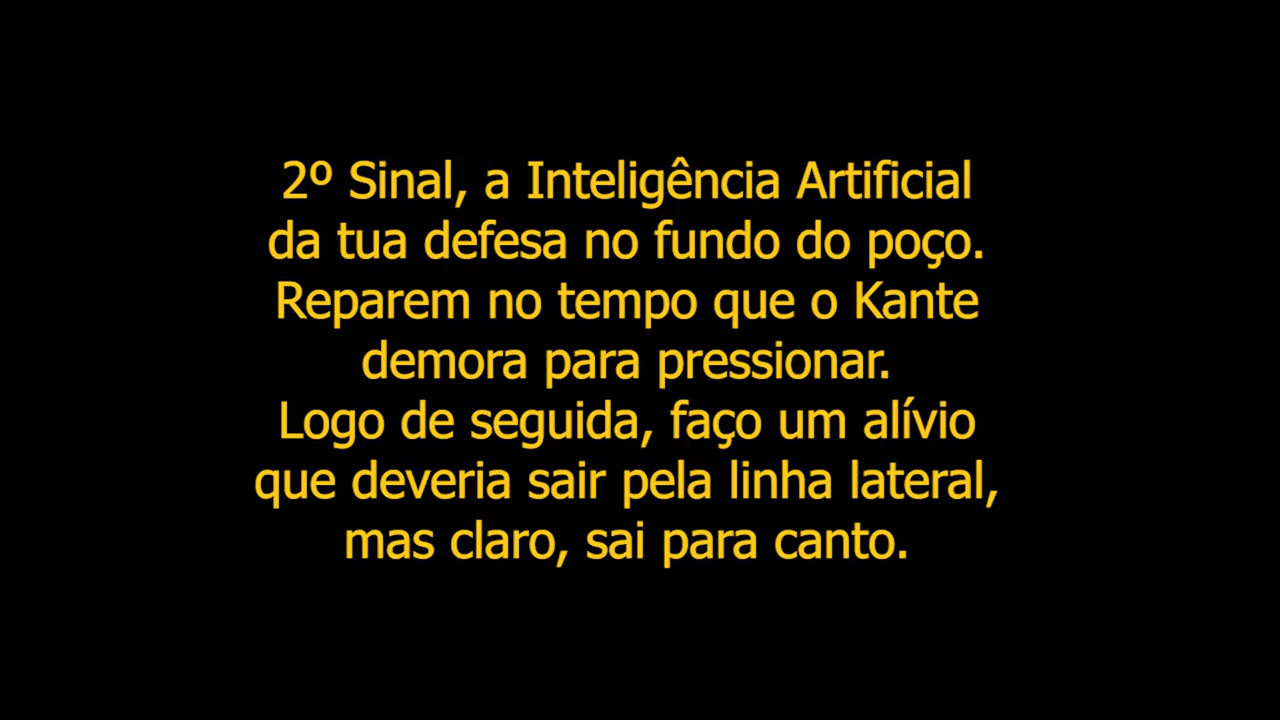 2º Sinal, a Inteligência Artificial
da tua defesa no fundo do poço.
Reparem no tempo que o Kante
demora para pressionar.
Logo de seguida, faço um alívio
que deveria sair pela linha lateral,
mas claro, sai para canto.